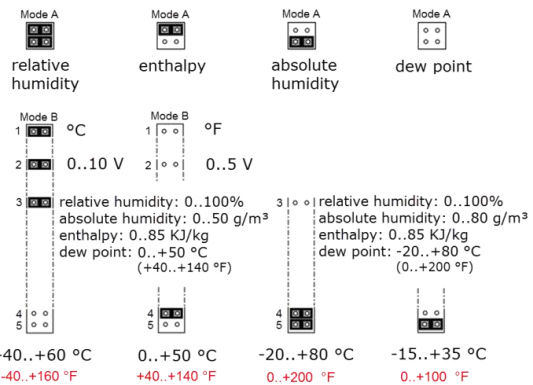 Mode A Mode A Mode A Mode A
relative humidity
enthalpy
absolute humidity
dew point
Mode B Mode B
1 °C 1 °F
2 0..10 V 2 0..5 V
3 relative humidity: 0..100%
absolute humidity: 0..50 g/m³
enthalpy: 0..85 KJ/kg
dew point: 0..+50 °C
(+40..+140 °F)
3 relative humidity: 0..100%
absolute humidity: 0..80 g/m³
enthalpy: 0..85 KJ/kg
dew point: -20..+80 °C
(0..+200 °F)
4 4 4 4
5 5 5 5
-40..+60 °C 0..+50 °C -20..+80 °C -15..+35 °C
-40..+160 °F +40..+140 °F 0..+200 °F 0..+100 °F